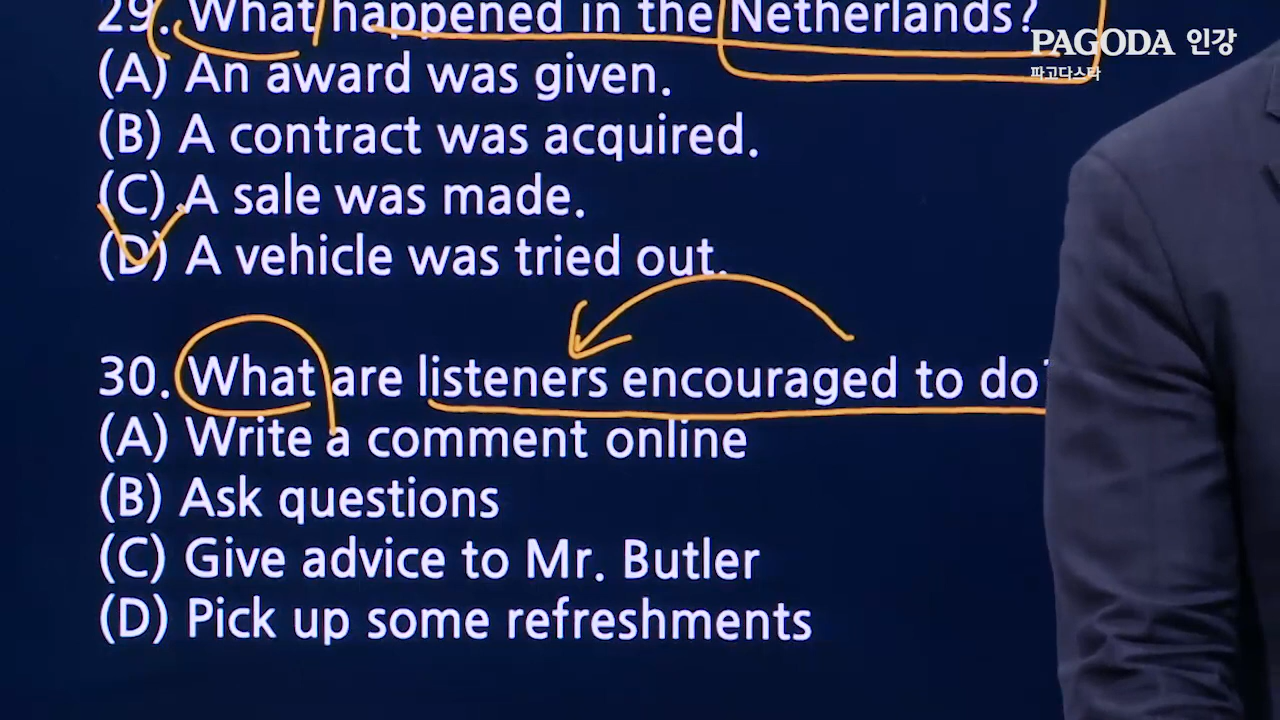 29. What happened in the Netherlands?
PAGODA 인강
파고다스타
(A) An award was given.
(B) A contract was acquired.
(C) A sale was made.
(D) A vehicle was tried out.
30. What are listeners encouraged to do?
(A) Write a comment online
(B) Ask questions
(C) Give advice to Mr. Butler
(D) Pick up some refreshments